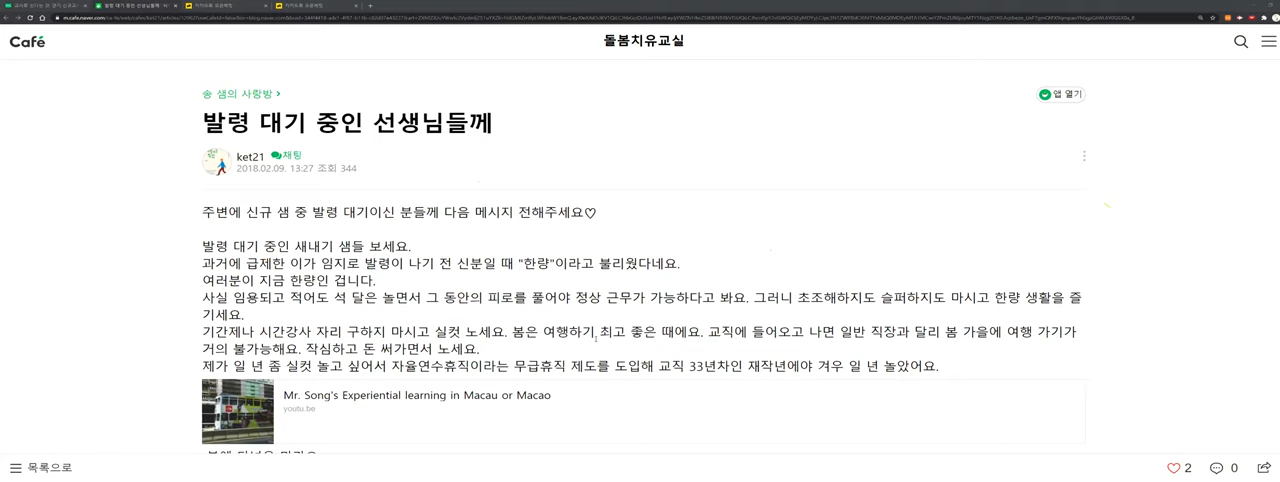 Café
돌봄치유교실
송 샘의 사랑방 >
앱 열기
발령 대기 중인 선생님들께
ket21 채팅
2018.02.09. 13:27 조회 344
주변에 신규 샘 중 발령 대기이신 분들께 다음 메시지 전해주세요♡
발령 대기 중인 새내기 샘들 보세요.
과거에 급제한 이가 임지로 발령이 나기 전 신분일 때 "한량"이라고 불리웠다네요.
여러분이 지금 한량인 겁니다.
사실 임용되고 적어도 석 달은 놀면서 그 동안의 피로를 풀어야 정상 근무가 가능하다고 봐요. 그러니 초조해하지도 슬퍼하지도 마시고 한량 생활을 즐
기세요.
기간제나 시간강사 자리 구하지 마시고 실컷 노세요. 봄은 여행하기 최고 좋은 때에요. 교직에 들어오고 나면 일반 직장과 달리 봄 가을에 여행 가기가
거의 불가능해요. 작심하고 돈 써가면서 노세요.
제가 일 년 좀 실컷 놀고 싶어서 자율연수휴직이라는 무급휴직 제도를 도입해 교직 33년차인 재작년에야 겨우 일 년 놀았어요.
Mr. Song's Experiential learning in Macau or Macao
youtu.be
목록으로
2
0